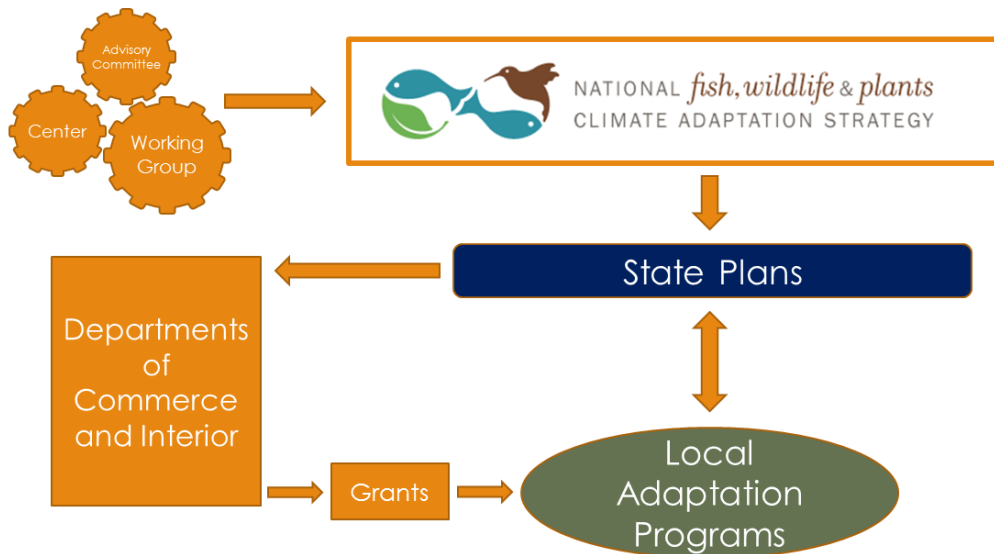 Advisory
Committee
Center
Working
Group
NATIONAL fish, wildlife & plants
CLIMATE ADAPTATION STRATEGY
State Plans
Departments
of
Commerce
and Interior
Grants
Local
Adaptation
Programs